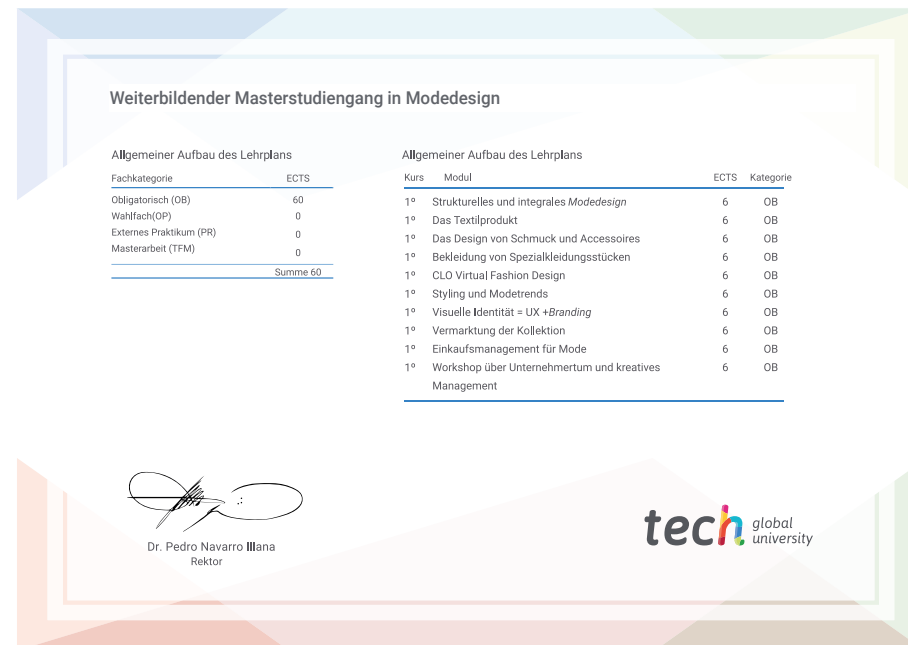 Weiterbildender Masterstudiengang in Modedesign
Allgemeiner Aufbau des Lehrplans
Fachkategorie ECTS
Obligatorisch (OB) 60
Wahlfach(OP) 0
Externes Praktikum (PR) 0
Masterarbeit (TFM) 0
Summe 60
Allgemeiner Aufbau des Lehrplans
Kurs Modul ECTS Kategorie
1º Strukturelles und integrales Modedesign 6 OB
1º Das Textilprodukt 6 OB
1º Das Design von Schmuck und Accessoires 6 OB
1º Bekleidung von Spezialkleidungsstücken 6 OB
1º CLO Virtual Fashion Design 6 OB
1º Styling und Modetrends 6 OB
1º Visuelle Identität = UX +Branding 6 OB
1º Vermarktung der Kollektion 6 OB
1º Einkaufsmanagement für Mode 6 OB
1º Workshop über Unternehmertum und kreatives 6 OB
Management
Dr. Pedro Navarro Illana
Rektor
tech global
university